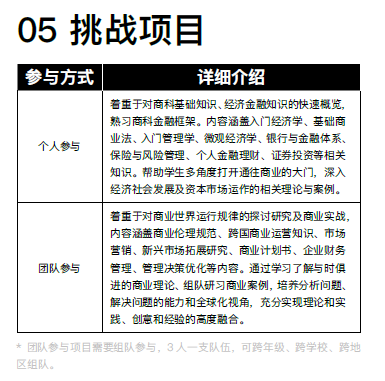 05 挑战项目
参与方式 详细介绍
着重于对商科基础知识、经济金融知识的快速概览，
熟习商科金融框架。内容涵盖入门经济学、基础商
业法、入门管理学、微观经济学、银行与金融体系、
个人参与
保险与风险管理、个人金融理财、证券投资等相关
知识。帮助学生多角度打开通往商业的大门，深入
经济社会发展及资本市场运作的相关理论与案例。
着重于对商业世界运行规律的探讨研究及商业实战，
内容涵盖商业伦理规范、跨国商业运营知识、市场
营销、新兴市场拓展研究、商业计划书、企业财务
团队参与
管理、管理决策优化等内容。通过学习了解与时俱
进的商业理论、组队研习商业案例，培养分析问题、
解决问题的能力和全球化视角，充分实现理论和实
践、创意和经验的高度融合。
* 团队参与项目需要组队参与，3 人一支队伍，可跨年级、跨学校、跨地
区组队。